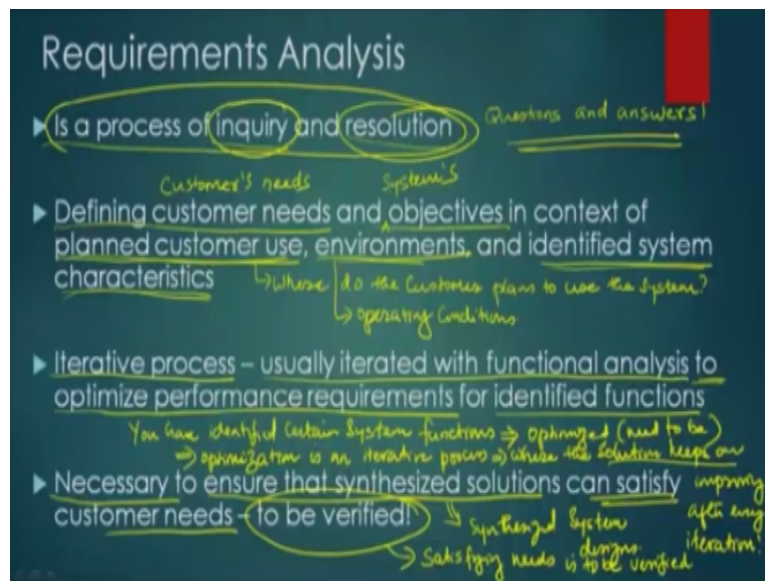 Requirements Analysis
Is a process of inquiry and resolution
Questions and answers!
Customer's needs
System's
Defining customer needs and objectives in context of
planned customer use, environments, and identified system
characteristics
Where do the Customer plans to use the System?
operating Conditions
Iterative process – usually iterated with functional analysis to
optimize performance requirements for identified functions
You have identified certain System functions ⇒ optimized (need to be)
⇒ optimization is an iterative process ⇒ where the solution keeps on
improving
after every
iteration!
Necessary to ensure that synthesized solutions can satisfy
customer needs – to be verified!
Synthesized System
designs.
Satisfying needs is to be verified